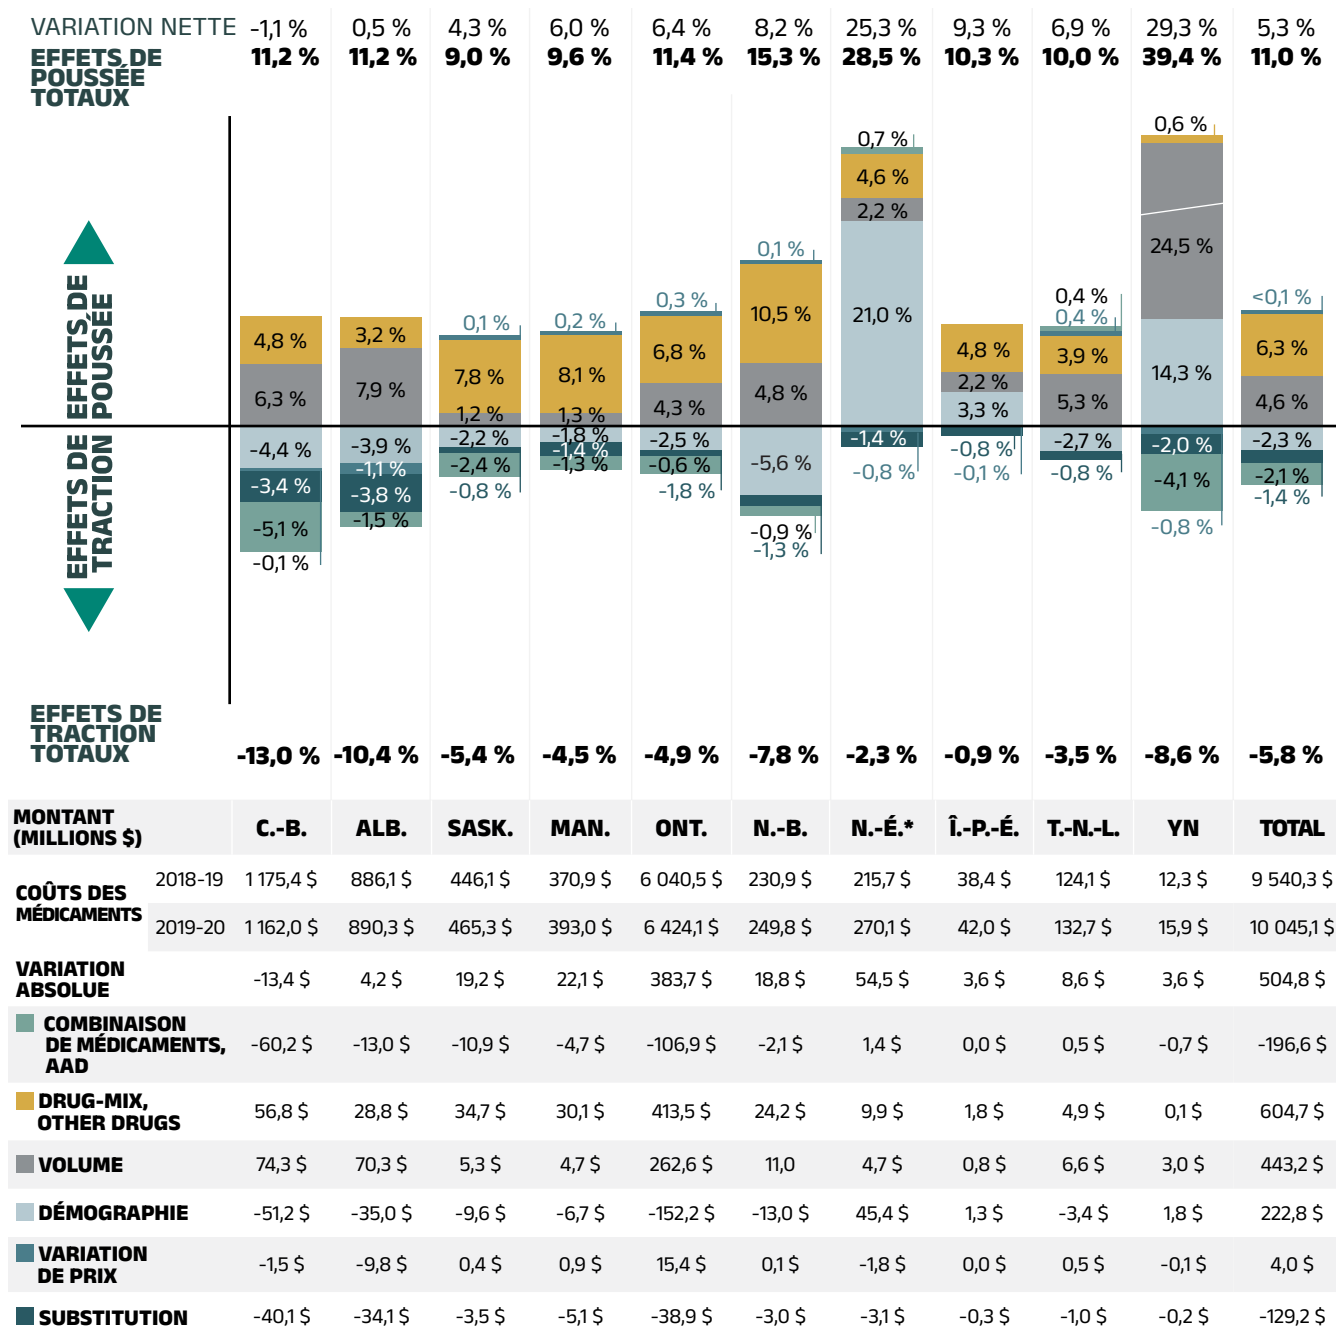 VARIATION NETTE -1,1 % 0,5 % 4,3 % 6,0 % 6,4 % 8,2 % 25,3 % 9,3 % 6,9 % 29,3 % 5,3 %
EFFETS DE
POUSSÉE
TOTAUX
11,2 % 11,2 % 9,0 % 9,6 % 11,4 % 15,3 % 28,5 % 10,3 % 10,0 % 39,4 % 11,0 %
EFFETS DE POUSSÉE
EFFETS DE TRACTION
4,8 %
6,3 %
-4,4 %
-3,4 %
-5,1 %
-0,1 %
3,2 %
7,9 %
-3,9 %
-1,1 %
-3,8 %
-1,5 %
0,1 %
7,8 %
1,2 %
-2,2 %
-2,4 %
-0,8 %
0,2 %
8,1 %
1,3 %
-1,8 %
-1,4 %
-1,3 %
0,3 %
6,8 %
4,3 %
-2,5 %
-0,6 %
-1,8 %
0,1 %
10,5 %
4,8 %
-5,6 %
-0,9 %
-1,3 %
0,7 %
4,6 %
2,2 %
21,0 %
-1,4 %
-0,8 %
4,8 %
2,2 %
3,3 %
-0,8 %
-0,1 %
0,4 %
0,4 %
3,9 %
5,3 %
-2,7 %
-0,8 %
0,6 %
24,5 %
14,3 %
-2,0 %
-4,1 %
-0,8 %
<0,1 %
6,3 %
4,6 %
-2,3 %
-2,1 %
-1,4 %
EFFETS DE
TRACTION
TOTAUX
-13,0 % -10,4 % -5,4 % -4,5 % -4,9 % -7,8 % -2,3 % -0,9 % -3,5 % -8,6 % -5,8 %
MONTANT
(MILLIONS $)
C.-B. ALB. SASK. MAN. ONT. N.-B. N.-É.* Î.-P.-É. T.-N.-L. YN TOTAL
COÛTS DES
MÉDICAMENTS
2018-19 1 175,4 $ 886,1 $ 446,1 $ 370,9 $ 6 040,5 $ 230,9 $ 215,7 $ 38,4 $ 124,1 $ 12,3 $ 9 540,3 $
2019-20 1 162,0 $ 890,3 $ 465,3 $ 393,0 $ 6 424,1 $ 249,8 $ 270,1 $ 42,0 $ 132,7 $ 15,9 $ 10 045,1 $
VARIATION
ABSOLUE
-13,4 $ 4,2 $ 19,2 $ 22,1 $ 383,7 $ 18,8 $ 54,5 $ 3,6 $ 8,6 $ 3,6 $ 504,8 $
COMBINAISON
DE MÉDICAMENTS,
AAD
-60,2 $ -13,0 $ -10,9 $ -4,7 $ -106,9 $ -2,1 $ 1,4 $ 0,0 $ 0,5 $ -0,7 $ -196,6 $
DRUG-MIX,
OTHER DRUGS
56,8 $ 28,8 $ 34,7 $ 30,1 $ 413,5 $ 24,2 $ 9,9 $ 1,8 $ 4,9 $ 0,1 $ 604,7 $
VOLUME 74,3 $ 70,3 $ 5,3 $ 4,7 $ 262,6 $ 11,0 4,7 $ 0,8 $ 6,6 $ 3,0 $ 443,2 $
DÉMOGRAPHIE -51,2 $ -35,0 $ -9,6 $ -6,7 $ -152,2 $ -13,0 $ 45,4 $ 1,3 $ -3,4 $ 1,8 $ 222,8 $
VARIATION
DE PRIX
-1,5 $ -9,8 $ 0,4 $ 0,9 $ 15,4 $ 0,1 $ -1,8 $ 0,0 $ 0,5 $ -0,1 $ 4,0 $
SUBSTITUTION -40,1 $ -34,1 $ -3,5 $ -5,1 $ -38,9 $ -3,0 $ -3,1 $ -0,3 $ -1,0 $ -0,2 $ -129,2 $